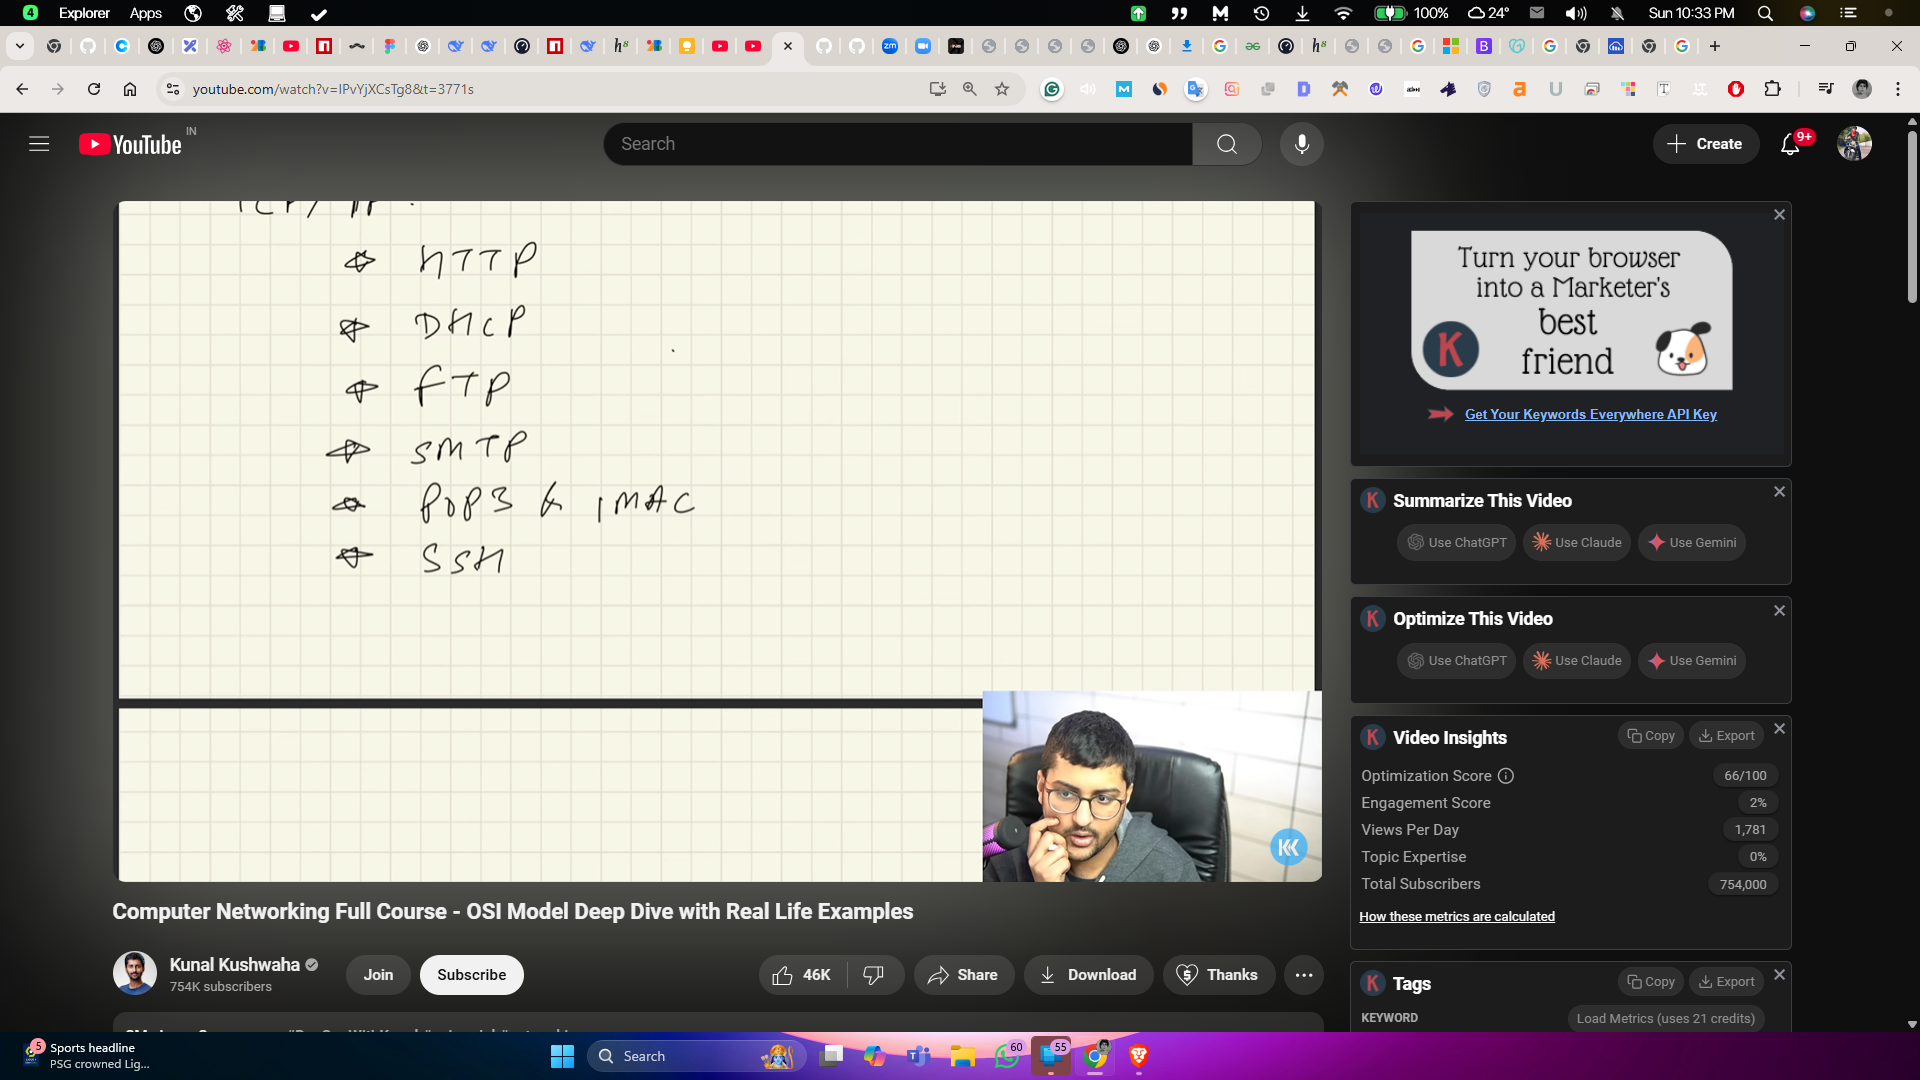 4 Explorer Apps 100% 24° Sun 10:33 PM
youtube.com/watch?v=IPvYjXCsTg8&t=3771s
YouTube IN
Search
Create
9+
HTTP
DHCP
FTP
SMTP
POP3 & IMAC
SSH
Turn your browser
into a Marketer's
best
friend
Get Your Keywords Everywhere API Key
Summarize This Video
Use ChatGPT Use Claude Use Gemini
Optimize This Video
Use ChatGPT Use Claude Use Gemini
Video Insights Copy Export
Optimization Score 66/100
Engagement Score 2%
Views Per Day 1,781
Topic Expertise 0%
Total Subscribers 754,000
How these metrics are calculated
Tags Copy Export
KEYWORD Load Metrics (uses 21 credits)
Computer Networking Full Course - OSI Model Deep Dive with Real Life Examples
Kunal Kushwaha
754K subscribers
Join Subscribe 46K Share Download Thanks
5 Sports headline
PSG crowned Lig...
Search
60
55